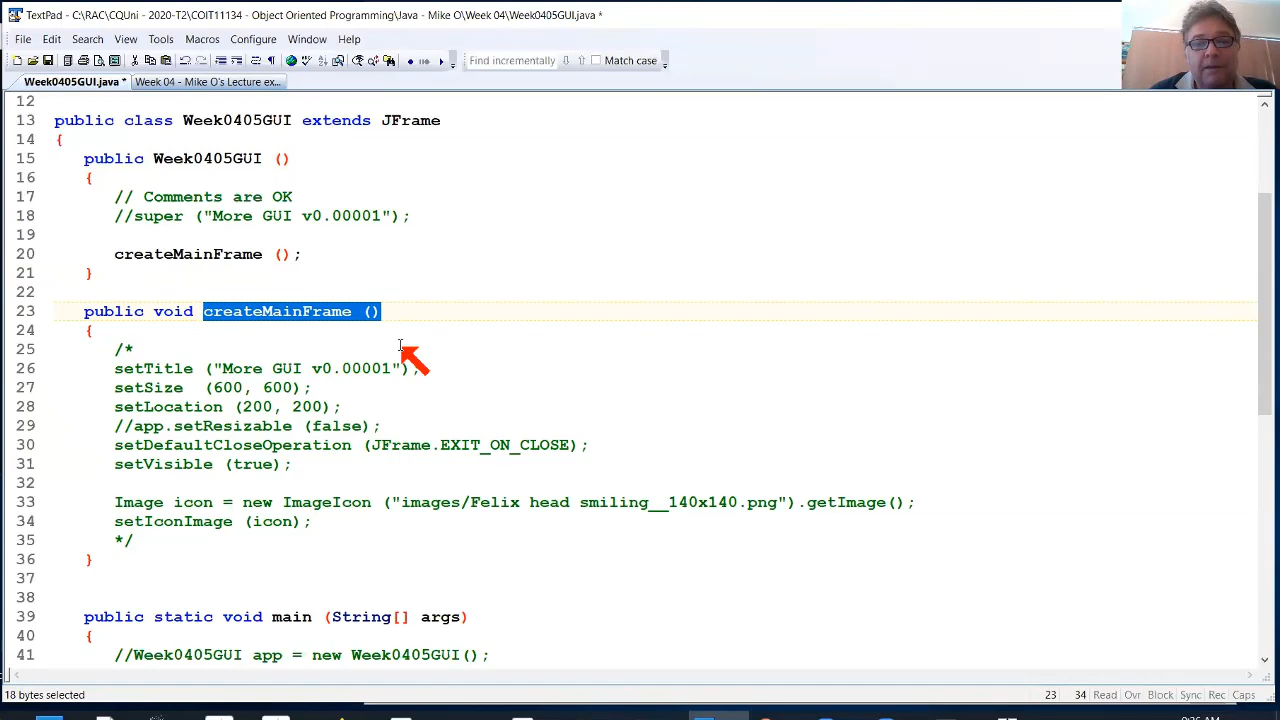 TextPad - C:\RAC\CQUni - 2020-T2\COIT11134 - Object Oriented Programming\Java - Mike O\Week 04\Week0405GUI.java *
File Edit Search View Tools Macros Configure Window Help
Find incrementally Match case
Week0405GUI.java * Week 04 - Mike O's Lecture ex...
12
13 public class Week0405GUI extends JFrame
14 {
15 public Week0405GUI ()
16 {
17 // Comments are OK
18 //super ("More GUI v0.00001");
19
20 createMainFrame ();
21 }
22
23 public void createMainFrame ()
24 {
25 /*
26 setTitle ("More GUI v0.00001");
27 setSize (600, 600);
28 setLocation (200, 200);
29 //app.setResizable (false);
30 setDefaultCloseOperation (JFrame.EXIT_ON_CLOSE);
31 setVisible (true);
32
33 Image icon = new ImageIcon ("images/Felix head smiling__140x140.png").getImage();
34 setIconImage (icon);
35 */
36 }
37
38
39 public static void main (String[] args)
40 {
41 //Week0405GUI app = new Week0405GUI();
18 bytes selected 23 34 Read Ovr Block Sync Rec Caps